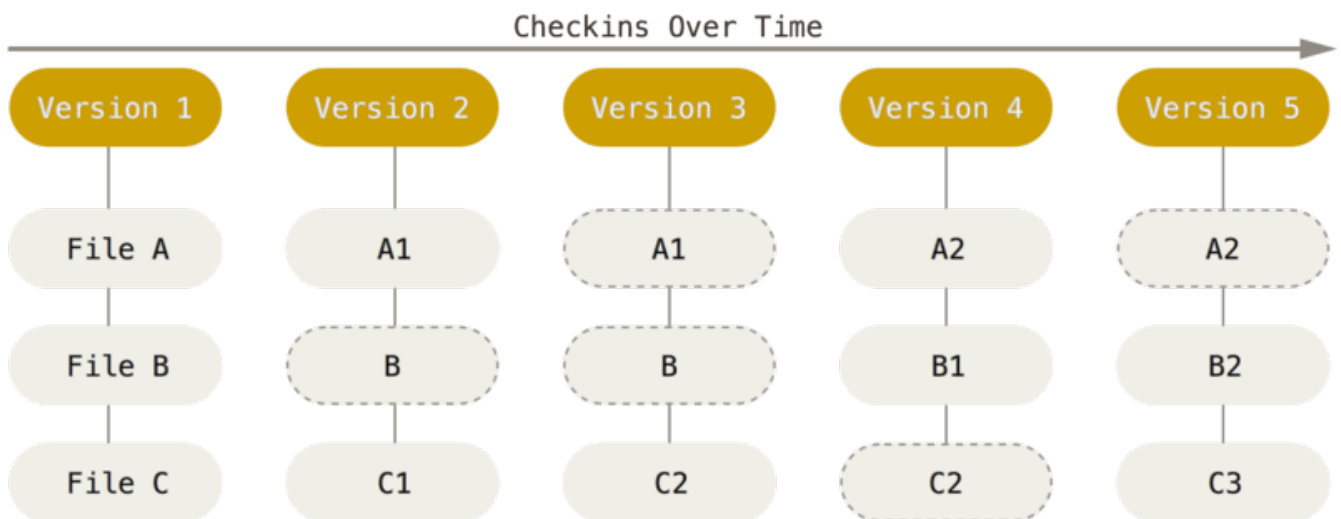 Checkins Over Time
Version 1 Version 2 Version 3 Version 4 Version 5
File A A1 A1 A2 A2
File B B B B1 B2
File C C1 C2 C2 C3